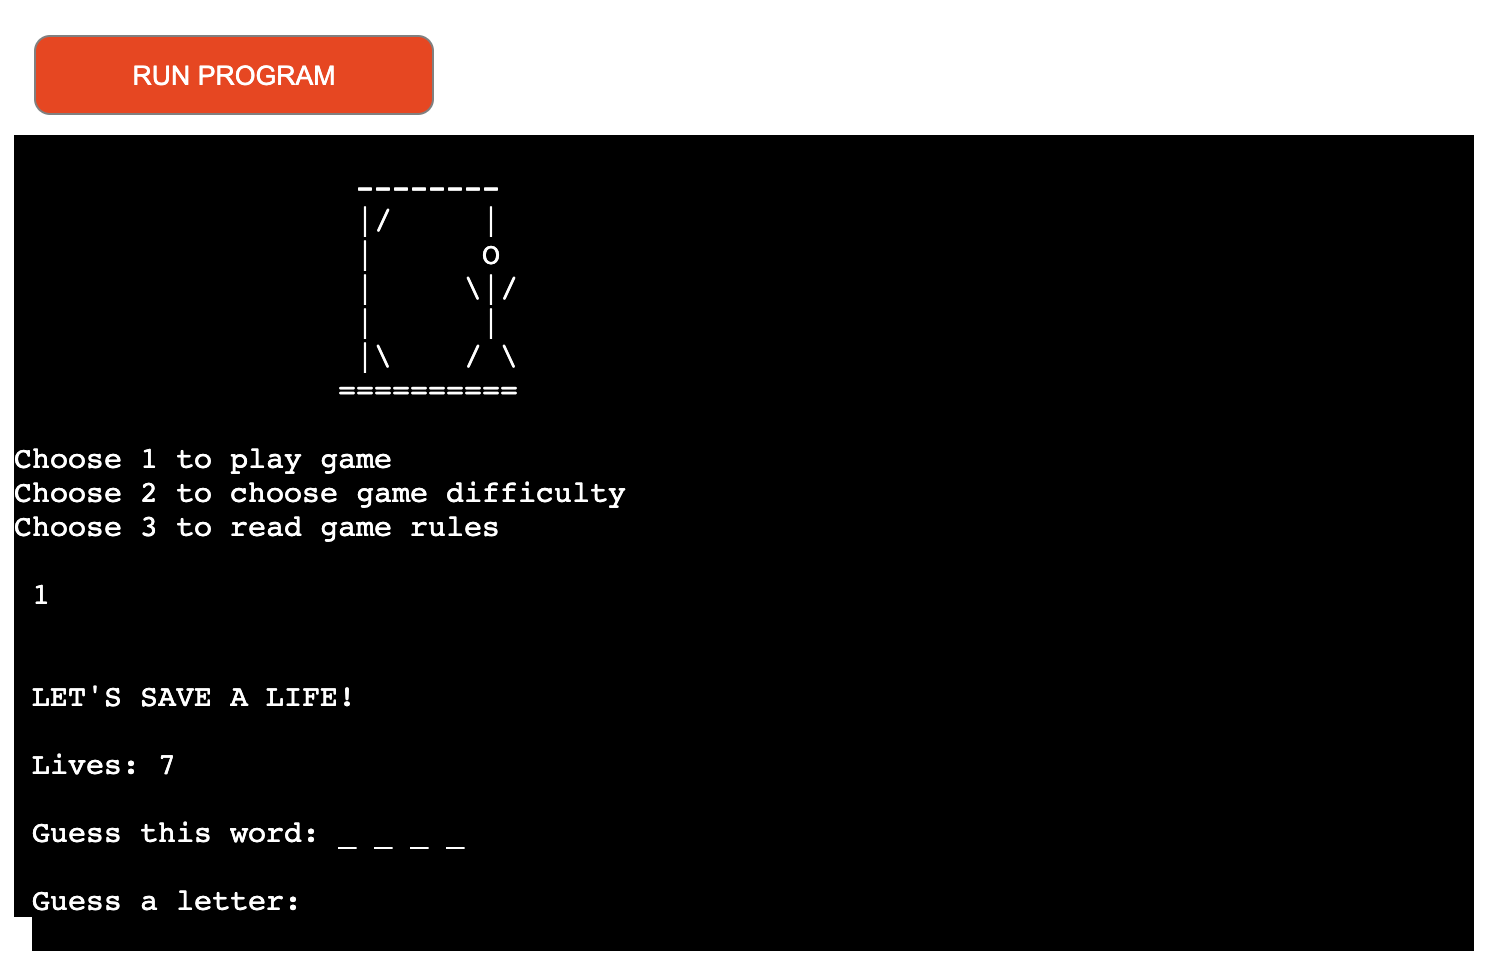 RUN PROGRAM
--------
|/     |
|      O
|     \|/
|      |
|\    / \
==========
Choose 1 to play game
Choose 2 to choose game difficulty
Choose 3 to read game rules
1
LET'S SAVE A LIFE!
Lives: 7
Guess this word: _ _ _ _
Guess a letter: